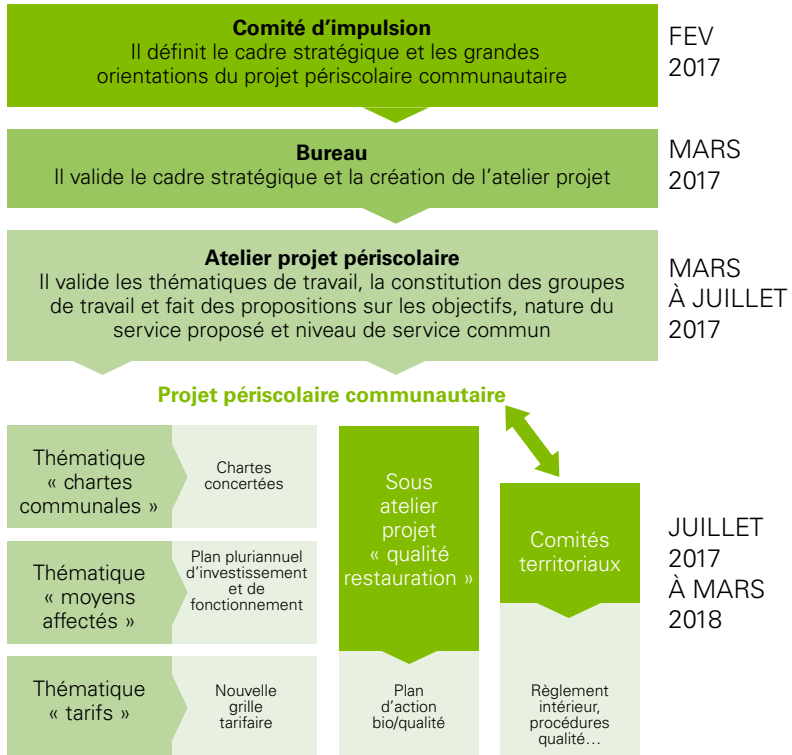 Comité d’impulsion
Il définit le cadre stratégique et les grandes
orientations du projet périscolaire communautaire
FEV
2017
Bureau
Il valide le cadre stratégique et la création de l’atelier projet
MARS
2017
Atelier projet périscolaire
Il valide les thématiques de travail, la constitution des groupes
de travail et fait des propositions sur les objectifs, nature du
service proposé et niveau de service commun
MARS
À JUILLET
2017
Projet périscolaire communautaire
Thématique
« chartes
communales »
Chartes
concertées
Thématique
« moyens
affectés »
Plan pluriannuel
d’investissement
et de
fonctionnement
Thématique
« tarifs »
Nouvelle
grille
tarifaire
Sous
atelier
projet
« qualité
restauration »
Plan
d’action
bio/qualité
Comités
territoriaux
Règlement
intérieur,
procédures
qualité…
JUILLET
2017
À MARS
2018